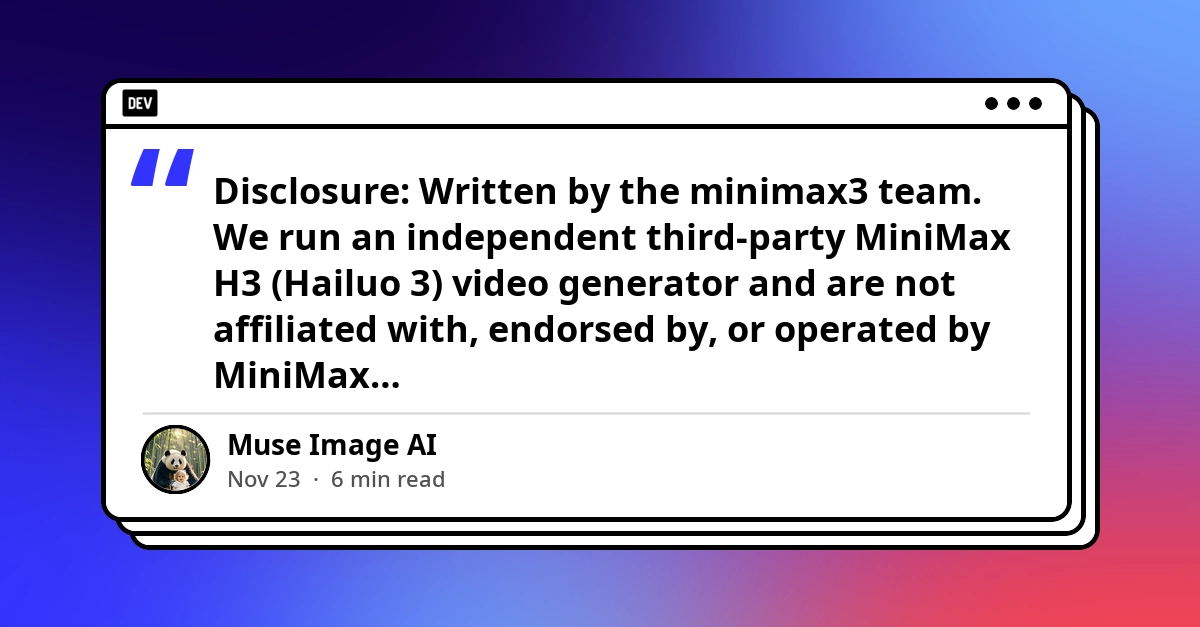 DEV
Disclosure: Written by the minimax3 team.
We run an independent third-party MiniMax
H3 (Hailuo 3) video generator and are not
affiliated with, endorsed by, or operated by
MiniMax...
Muse Image AI
Nov 23 · 6 min read